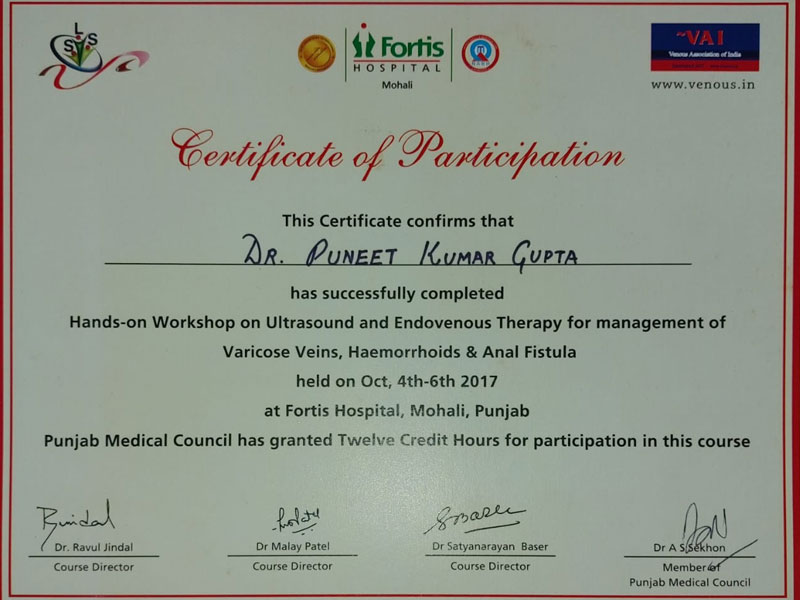 L
S S
Fortis
HOSPITAL
Mohali
~VAI
Venous Association of India
www.venous.in
Certificate of Participation
This Certificate confirms that
DR. PUNEET KUMAR GUPTA
has successfully completed
Hands-on Workshop on Ultrasound and Endovenous Therapy for management of
Varicose Veins, Haemorrhoids & Anal Fistula
held on Oct, 4th-6th 2017
at Fortis Hospital, Mohali, Punjab
Punjab Medical Council has granted Twelve Credit Hours for participation in this course
RJindal
SBaser
Dr. Ravul Jindal
Course Director
Dr Malay Patel
Course Director
Dr Satyanarayan Baser
Course Director
Dr A S Sekhon
Member of
Punjab Medical Council